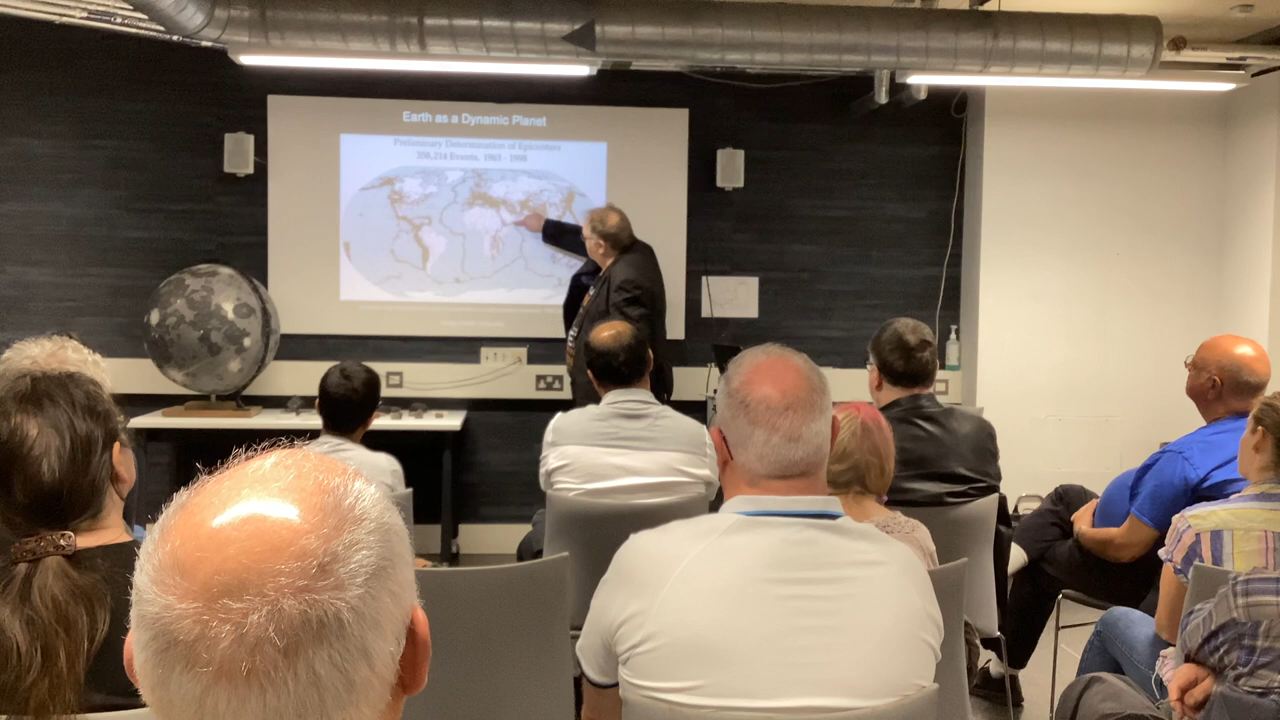 Earth as a Dynamic Planet
Preliminary Determination of Epicenters
358,214 Events, 1963 - 1998